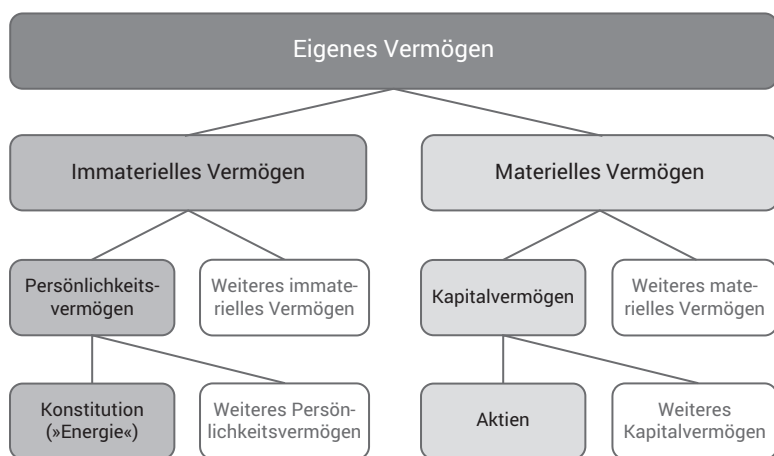 Eigenes Vermögen
Immaterielles Vermögen
Materielles Vermögen
Persönlichkeits-
vermögen
Weiteres immate-
rielles Vermögen
Kapitalvermögen
Weiteres mate-
rielles Vermögen
Konstitution
(»Energie«)
Weiteres Persön-
lichkeitsvermögen
Aktien
Weiteres
Kapitalvermögen